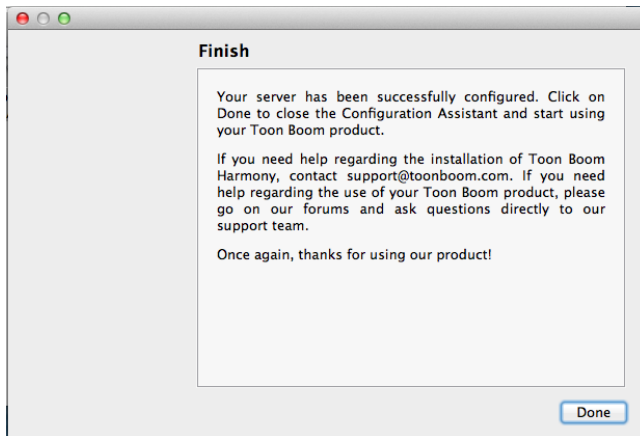 Finish
Your server has been successfully configured. Click on
Done to close the Configuration Assistant and start using
your Toon Boom product.
If you need help regarding the installation of Toon Boom
Harmony, contact support@toonboom.com. If you need
help regarding the use of your Toon Boom product, please
go on our forums and ask questions directly to our
support team.
Once again, thanks for using our product!
Done